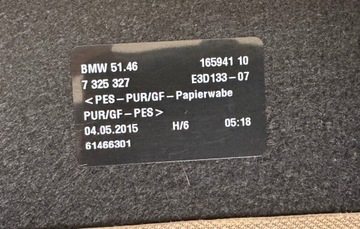 BMW 51.46 165941 10
7 325 327 E3D133-07
<PES-PUR/GF-Papierwabe
PUR/GF-PES>
04.05.2015 H/6 05:18
61466301